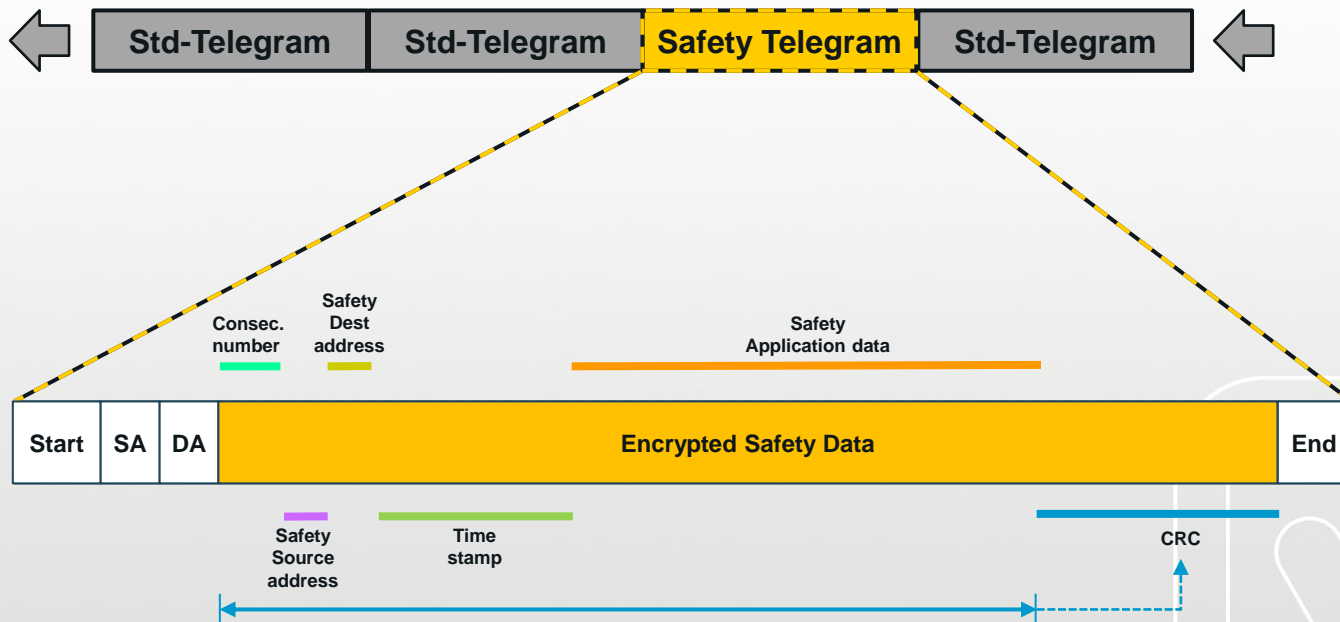 Std-Telegram
Std-Telegram
Safety Telegram
Std-Telegram
Consec.
number
Safety
Dest
address
Safety
Application data
Start
SA
DA
Encrypted Safety Data
End
Safety
Source
address
Time
stamp
CRC